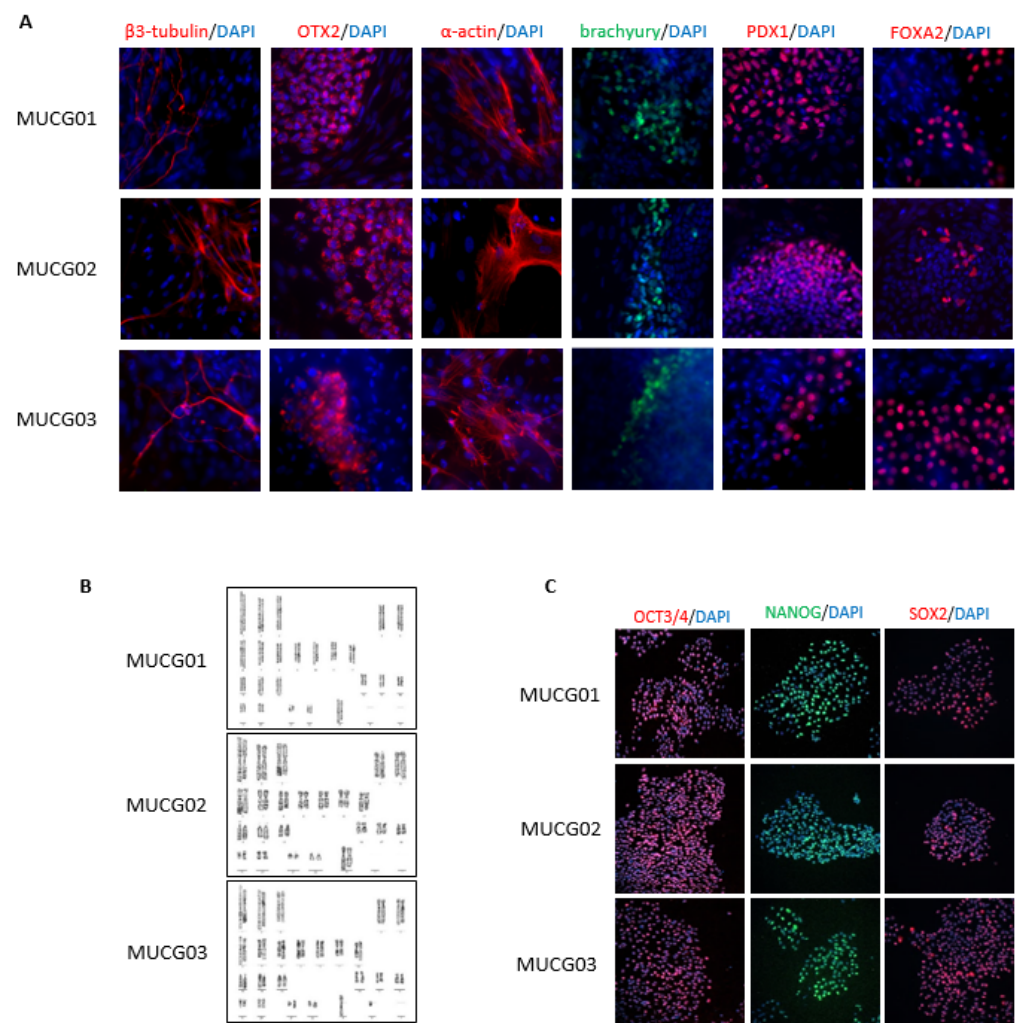 A
β3-tubulin/DAPI OTX2/DAPI α-actin/DAPI brachyury/DAPI PDX1/DAPI FOXA2/DAPI
MUCG01
MUCG02
MUCG03
B
MUCG01
MUCG02
MUCG03
C
OCT3/4/DAPI NANOG/DAPI SOX2/DAPI
MUCG01
MUCG02
MUCG03